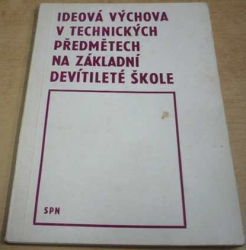 IDEOVÁ VÝCHOVA
V TECHNICKÝCH
PŘEDMĚTECH
NA ZÁKLADNÍ
DEVÍTILETÉ ŠKOLE
SPN